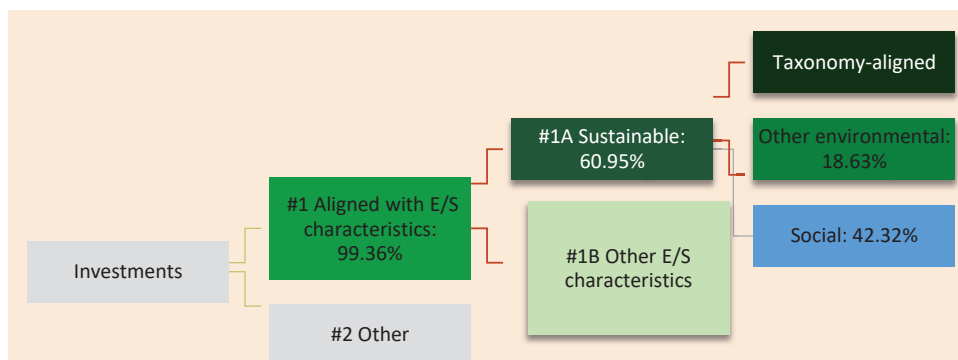 Taxonomy-aligned
#1A Sustainable:
60.95%
Other environmental:
18.63%
#1 Aligned with E/S
characteristics:
99.36%
Social: 42.32%
Investments
#1B Other E/S
characteristics
#2 Other